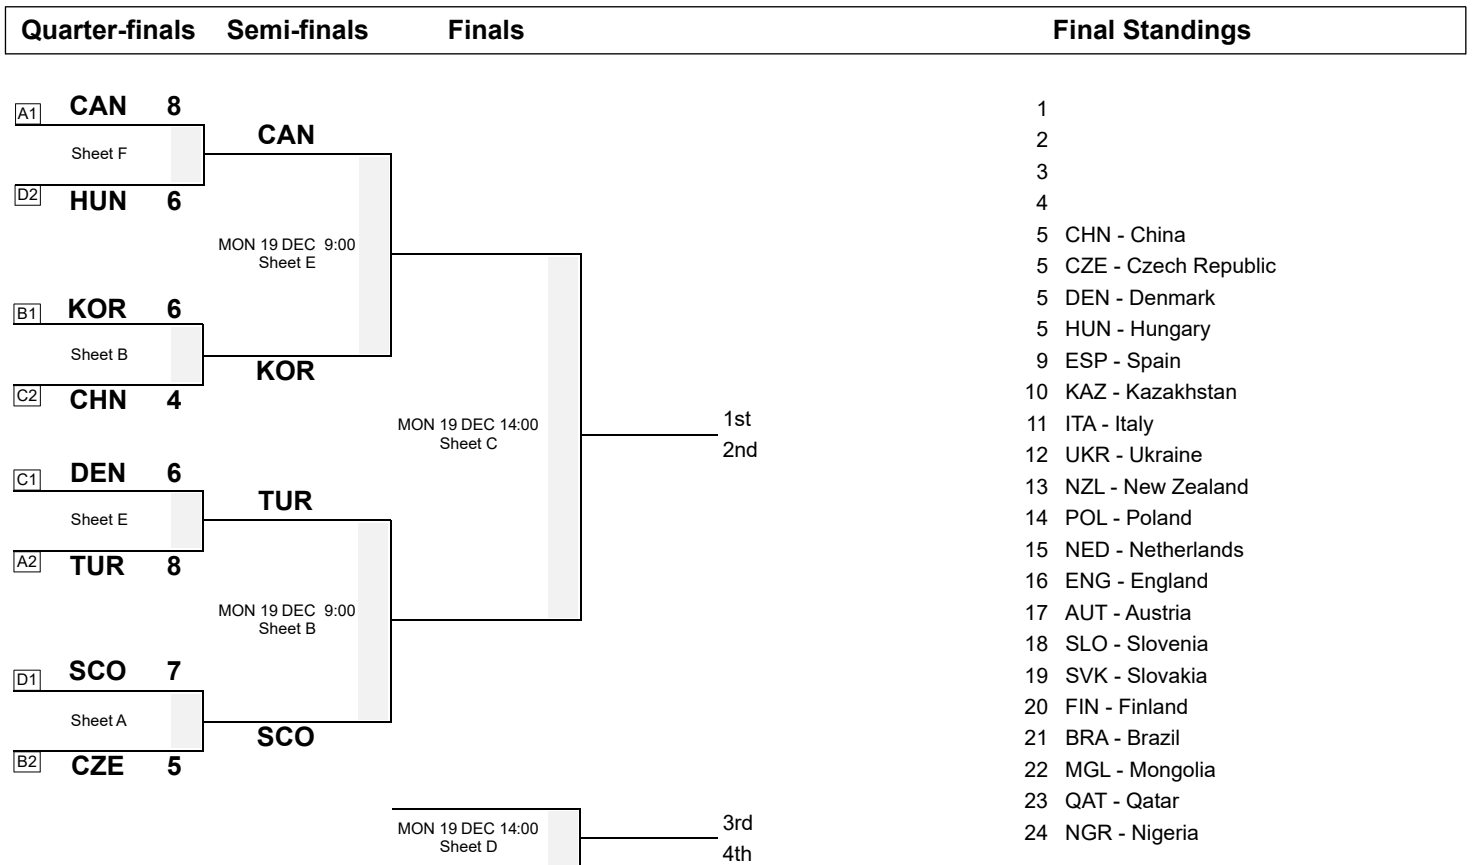 Quarter-finals Semi-finals Finals Final Standings
A1 CAN 8
Sheet F
D2 HUN 6
CAN
MON 19 DEC 9:00
Sheet E
KOR
B1 KOR 6
Sheet B
C2 CHN 4
C1 DEN 6
Sheet E
A2 TUR 8
TUR
MON 19 DEC 9:00
Sheet B
SCO
D1 SCO 7
Sheet A
B2 CZE 5
MON 19 DEC 14:00
Sheet C
1st
2nd
MON 19 DEC 14:00
Sheet D
3rd
4th
1
2
3
4
5 CHN - China
5 CZE - Czech Republic
5 DEN - Denmark
5 HUN - Hungary
9 ESP - Spain
10 KAZ - Kazakhstan
11 ITA - Italy
12 UKR - Ukraine
13 NZL - New Zealand
14 POL - Poland
15 NED - Netherlands
16 ENG - England
17 AUT - Austria
18 SLO - Slovenia
19 SVK - Slovakia
20 FIN - Finland
21 BRA - Brazil
22 MGL - Mongolia
23 QAT - Qatar
24 NGR - Nigeria